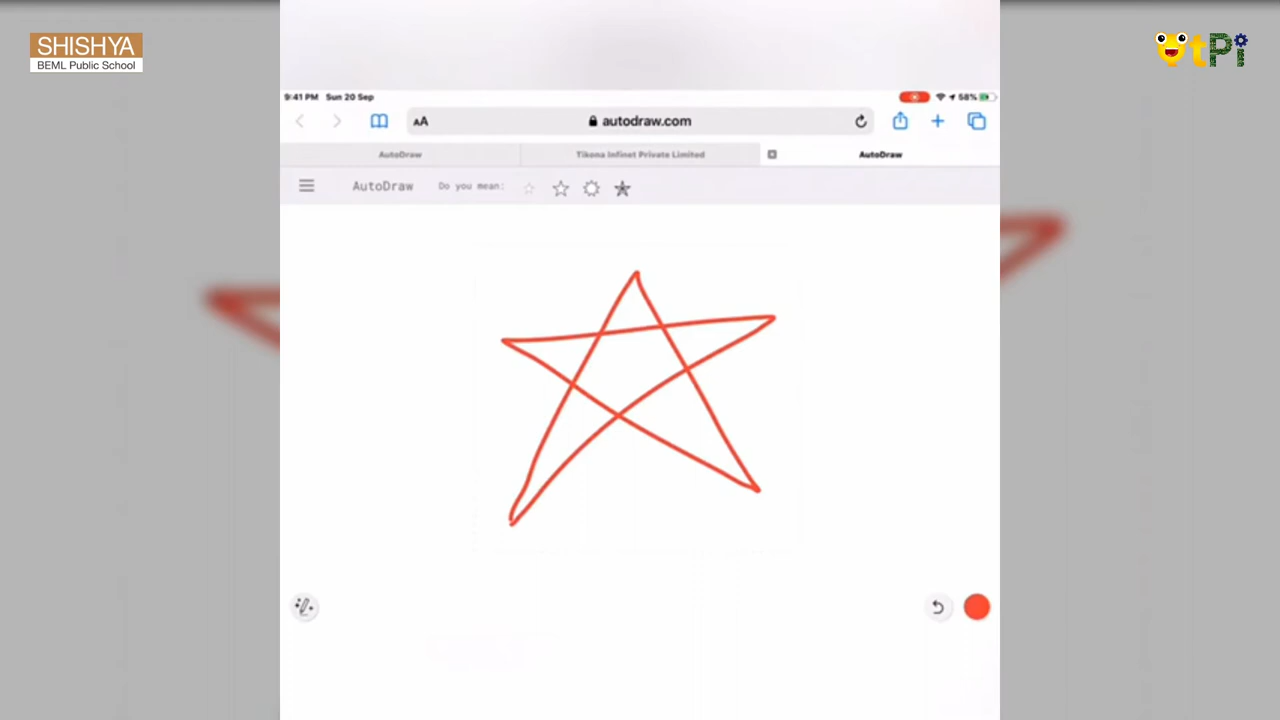 SHISHYA
BEML Public School
9:41 PM Sun 20 Sep
58%
AA autodraw.com
AutoDraw
Tikona Infinet Private Limited
AutoDraw
AutoDraw Do you mean: